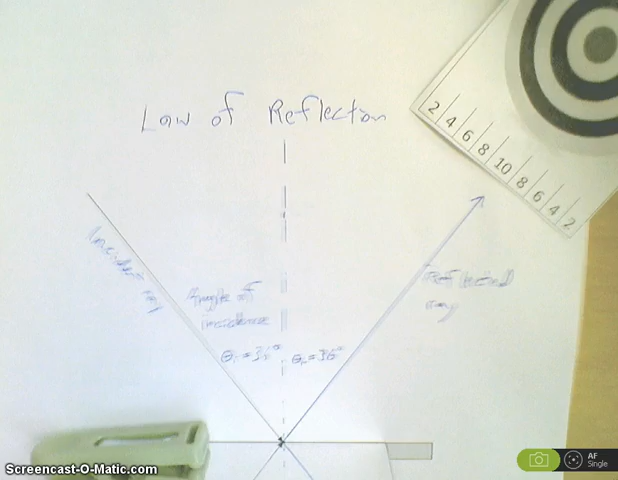 Law of Reflection
2 4 6 8 10 8 6 4 2
Incident ray
Angle of
incidence
Reflected
ray
θi = 36° θr = 36°
Screencast-O-Matic.com
AF
Single